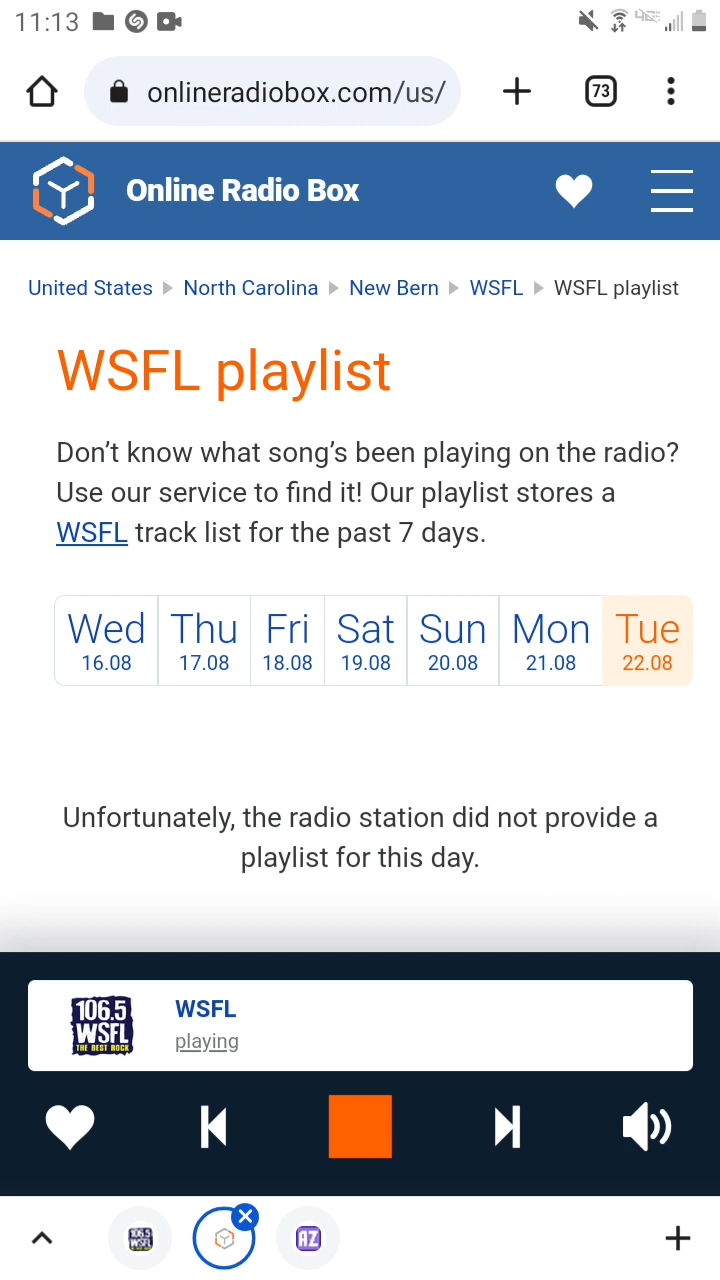 11:13
onlineradiobox.com/us/
73
Online Radio Box
United States North Carolina New Bern WSFL WSFL playlist
WSFL playlist
Don't know what song's been playing on the radio?
Use our service to find it! Our playlist stores a
WSFL track list for the past 7 days.
Wed Thu Fri Sat Sun Mon Tue
16.08 17.08 18.08 19.08 20.08 21.08 22.08
Unfortunately, the radio station did not provide a
playlist for this day.
106.5
WSFL
THE BEST ROCK
WSFL
playing
106.5
WSFL
AZ